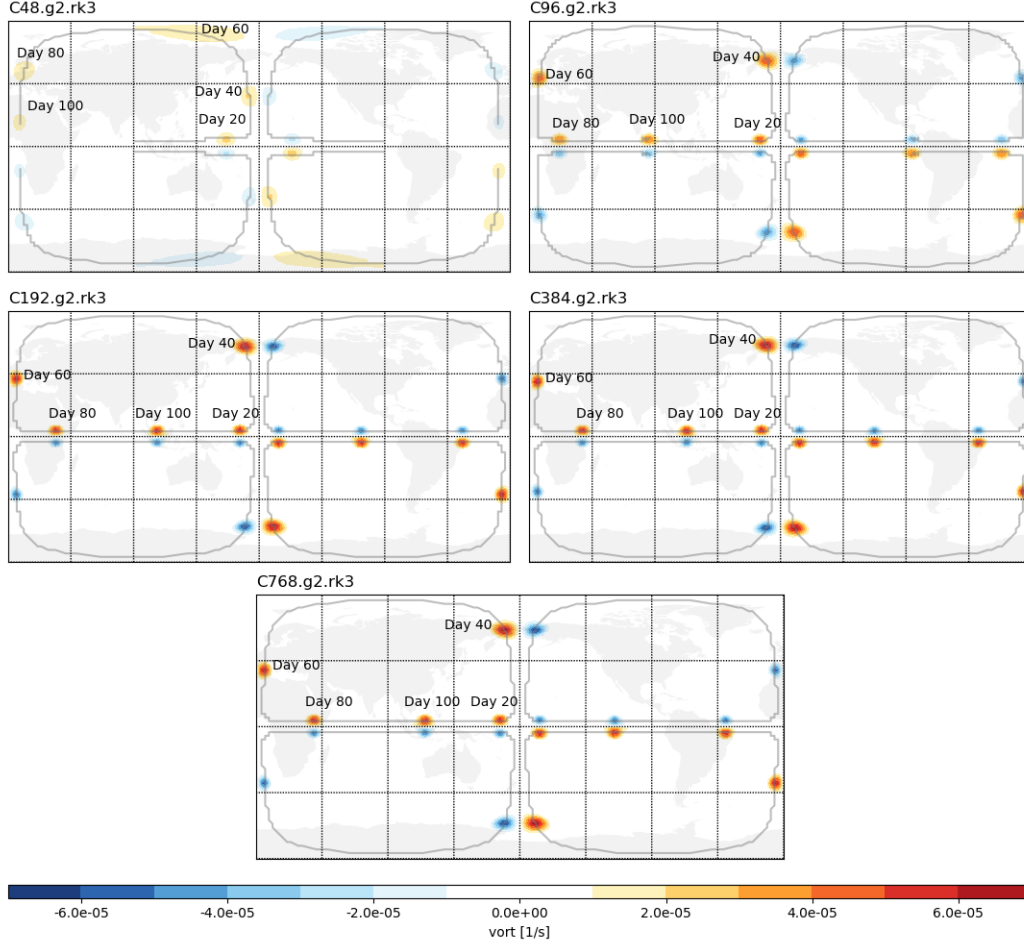 C48.g2.rk3
Day 60
Day 80
Day 40
Day 100
Day 20
C96.g2.rk3
Day 40
Day 60
Day 80
Day 100
Day 20
C192.g2.rk3
Day 40
Day 60
Day 80
Day 100
Day 20
C384.g2.rk3
Day 40
Day 60
Day 80
Day 100
Day 20
C768.g2.rk3
Day 40
Day 60
Day 80
Day 100
Day 20
-6.0e-05
-4.0e-05
-2.0e-05
0.0e+00
2.0e-05
4.0e-05
6.0e-05
vort [1/s]